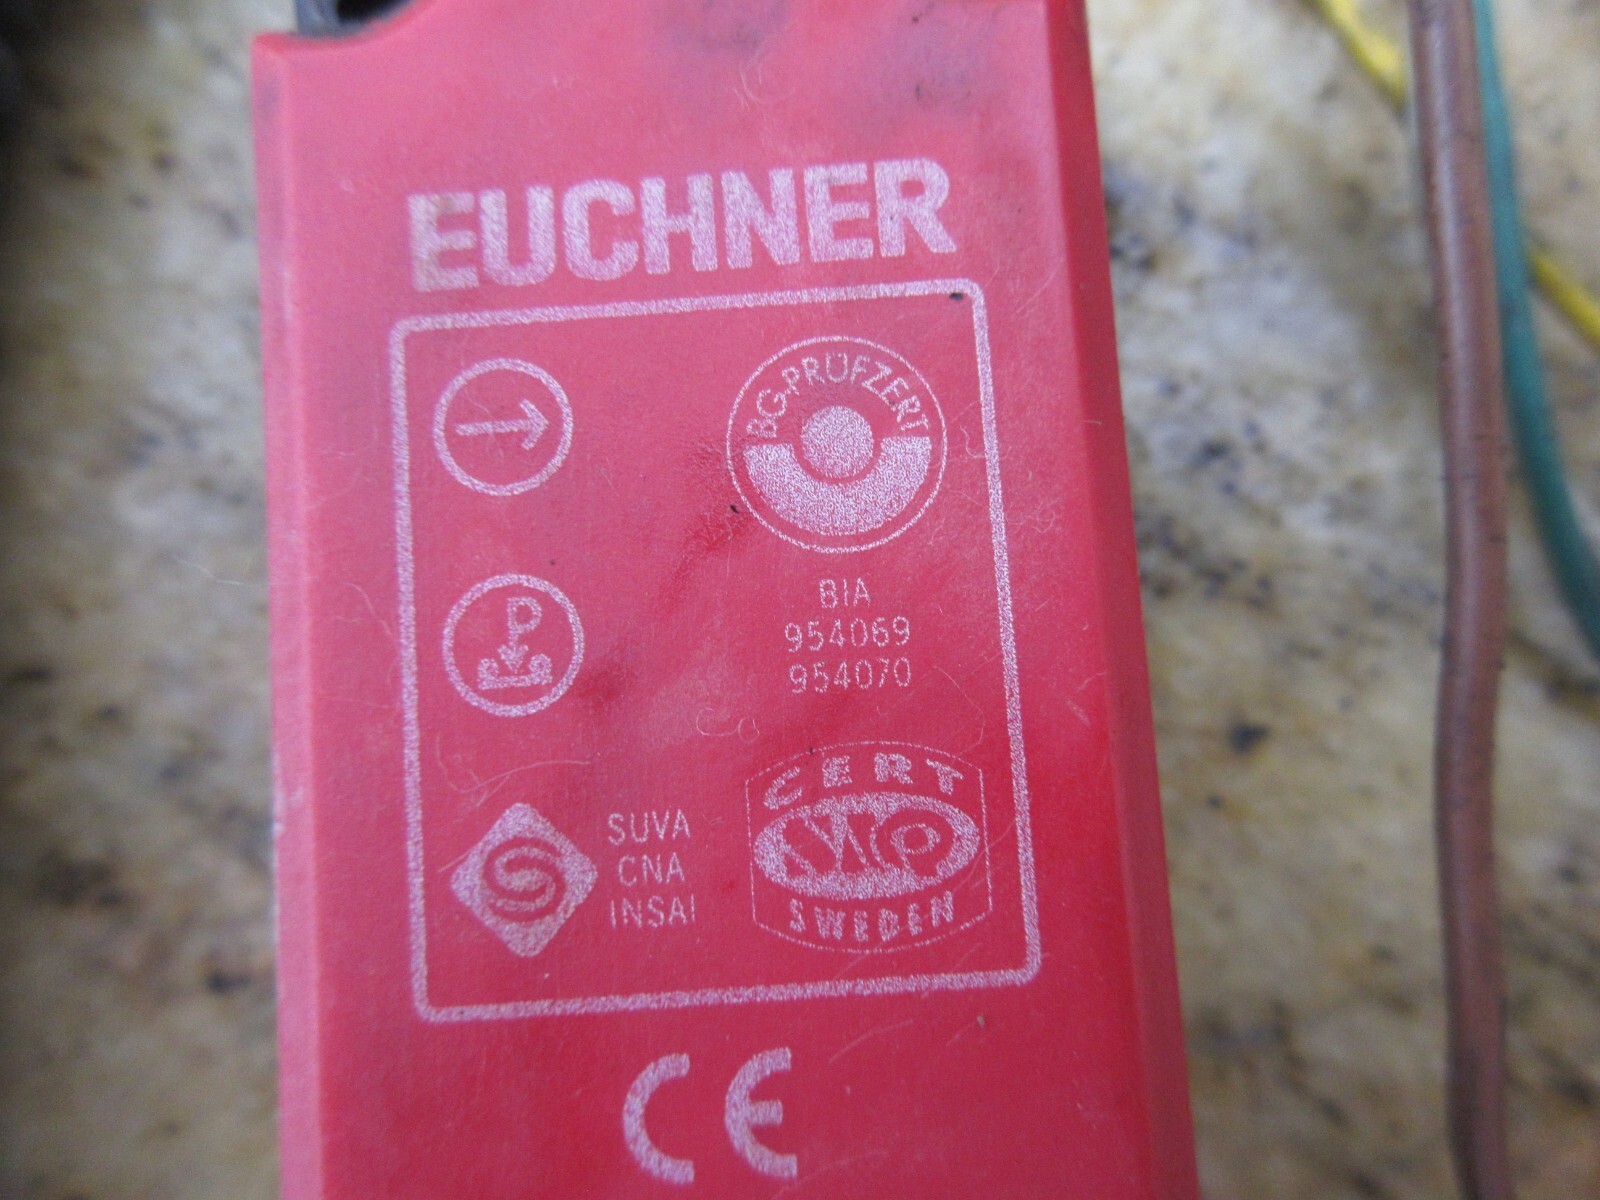 EUCHNER
BG-PRÜFZERT
P
BIA
954069
954070
SUVA
CNA
INSAI
CERT
SWEDEN
CE